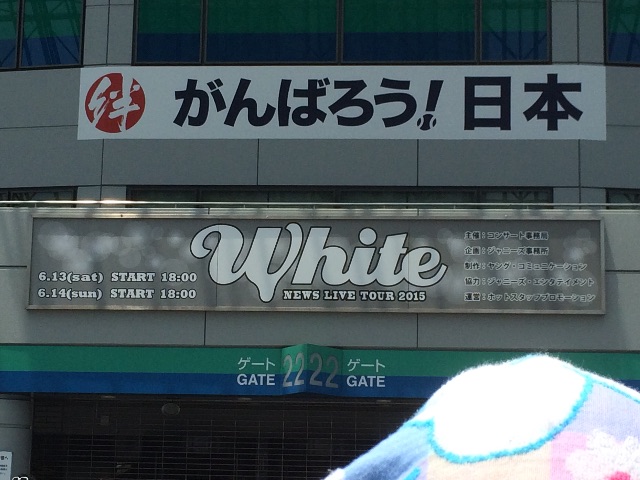 絆 がんばろう!日本
White
NEWS LIVE TOUR 2015
6.13(sat) START 18:00
6.14(sun) START 18:00
主催:コンサート事務局
企画:ジャニーズ事務所
制作:ヤング・コミュニケーション
協力:ジャニーズ・エンタテイメント
運営:ホットスタッフプロモーション
ゲート 22 22 ゲート
GATE GATE